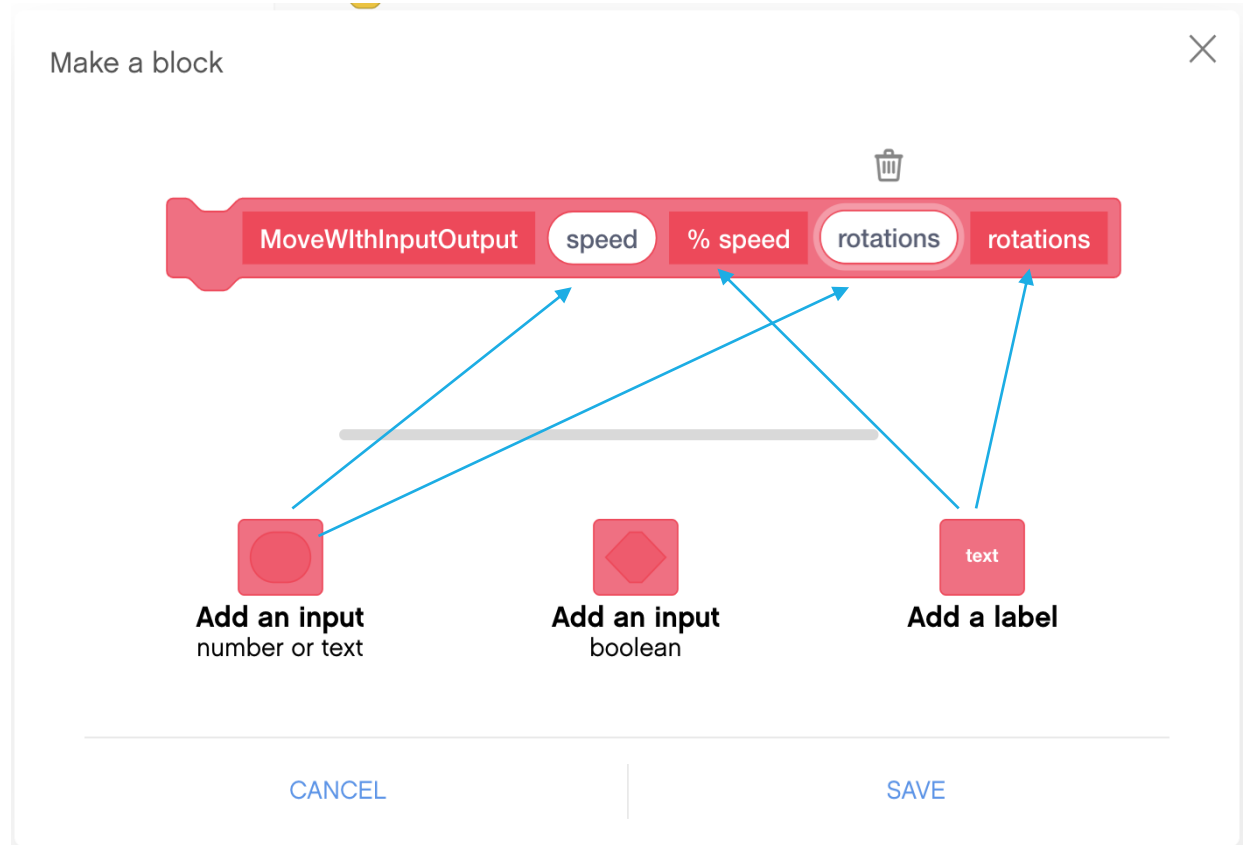 Make a block
MoveWIthInputOutput speed % speed rotations rotations
text
Add an input Add an input Add a label
number or text boolean
CANCEL SAVE